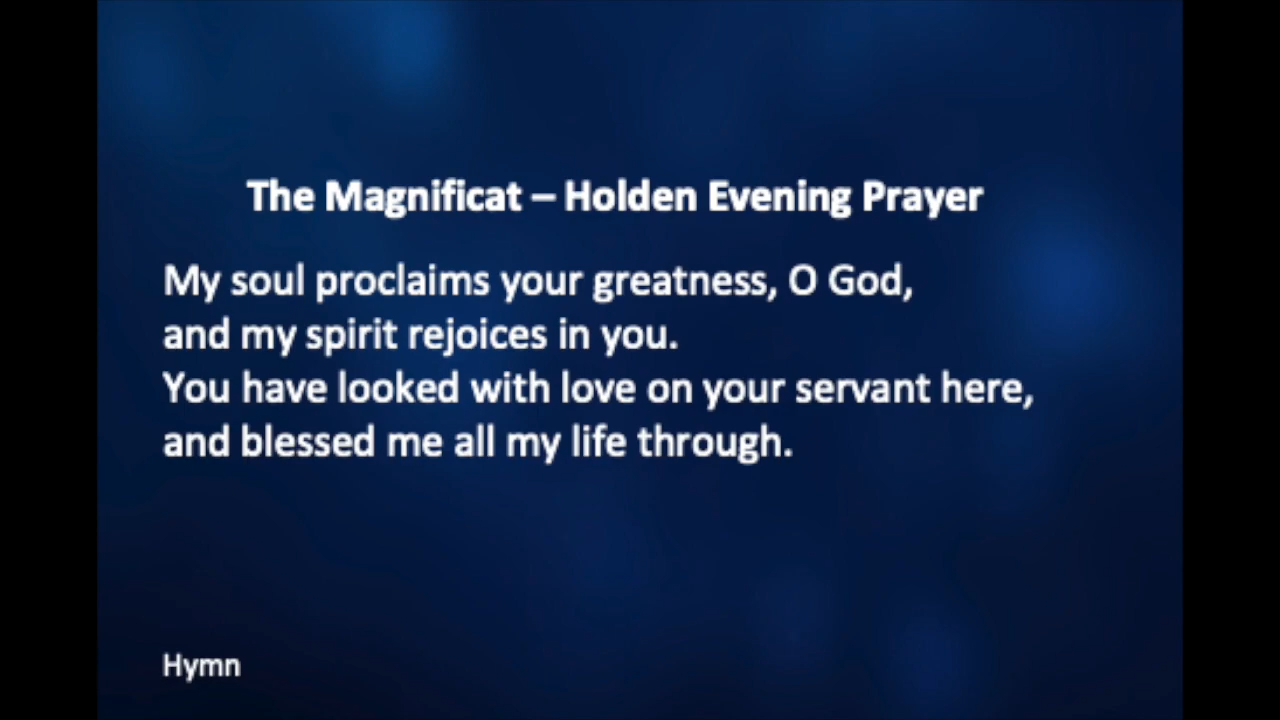 The Magnificat – Holden Evening Prayer
My soul proclaims your greatness, O God,
and my spirit rejoices in you.
You have looked with love on your servant here,
and blessed me all my life through.
Hymn